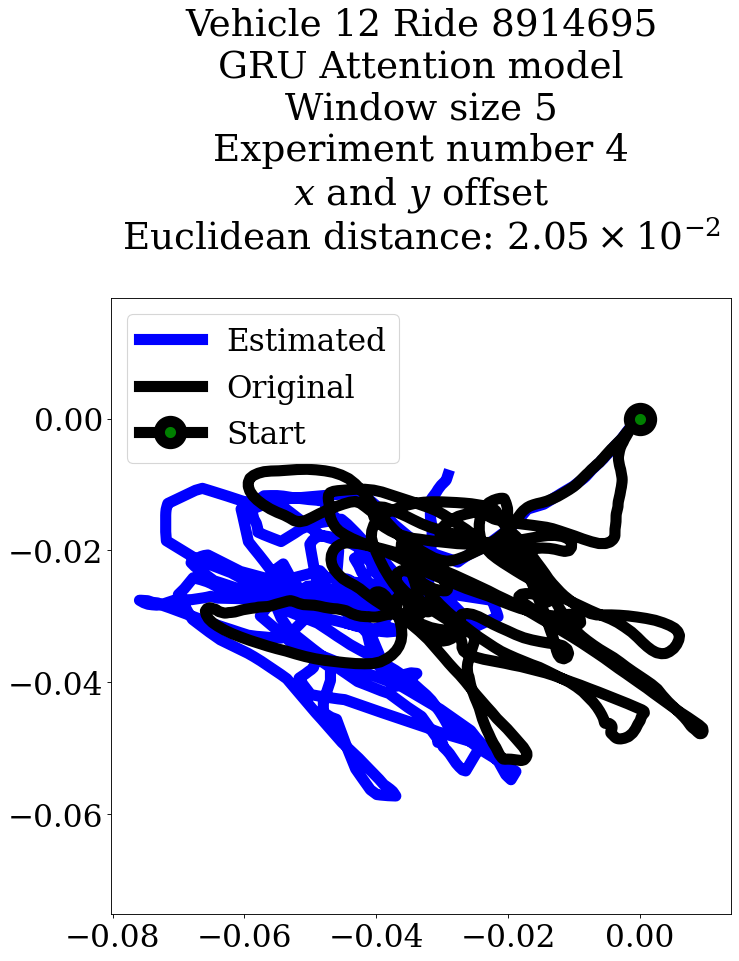 Vehicle 12 Ride 8914695
GRU Attention model
Window size 5
Experiment number 4
x and y offset
Euclidean distance: 2.05 × 10⁻²
Estimated
Original
Start
0.00
−0.02
−0.04
−0.06
−0.08 −0.06 −0.04 −0.02 0.00